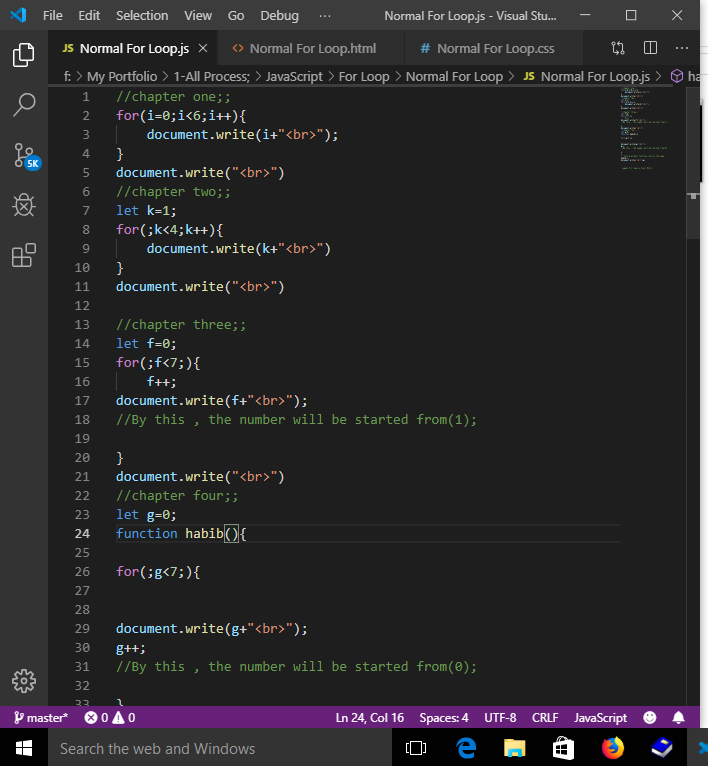 File Edit Selection View Go Debug ··· Normal For Loop.js - Visual Stu...
JS Normal For Loop.js × <> Normal For Loop.html # Normal For Loop.css ···
f: > My Portfolio > 1-All Process; > JavaScript > For Loop > Normal For Loop > JS Normal For Loop.js > ha
1 //chapter one;;
2 for(i=0;i<6;i++){
3 document.write(i+"<br>");
4 }
5 document.write("<br>")
6 //chapter two;;
7 let k=1;
8 for(;k<4;k++){
9 document.write(k+"<br>")
10 }
11 document.write("<br>")
12
13 //chapter three;;
14 let f=0;
15 for(;f<7;){
16 f++;
17 document.write(f+"<br>");
18 //By this , the number will be started from(1);
19
20 }
21 document.write("<br>")
22 //chapter four;;
23 let g=0;
24 function habib(){
25
26 for(;g<7;){
27
28
29 document.write(g+"<br>");
30 g++;
31 //By this , the number will be started from(0);
32
33 }
5K
master* 0 0 Ln 24, Col 16 Spaces: 4 UTF-8 CRLF JavaScript
Search the web and Windows